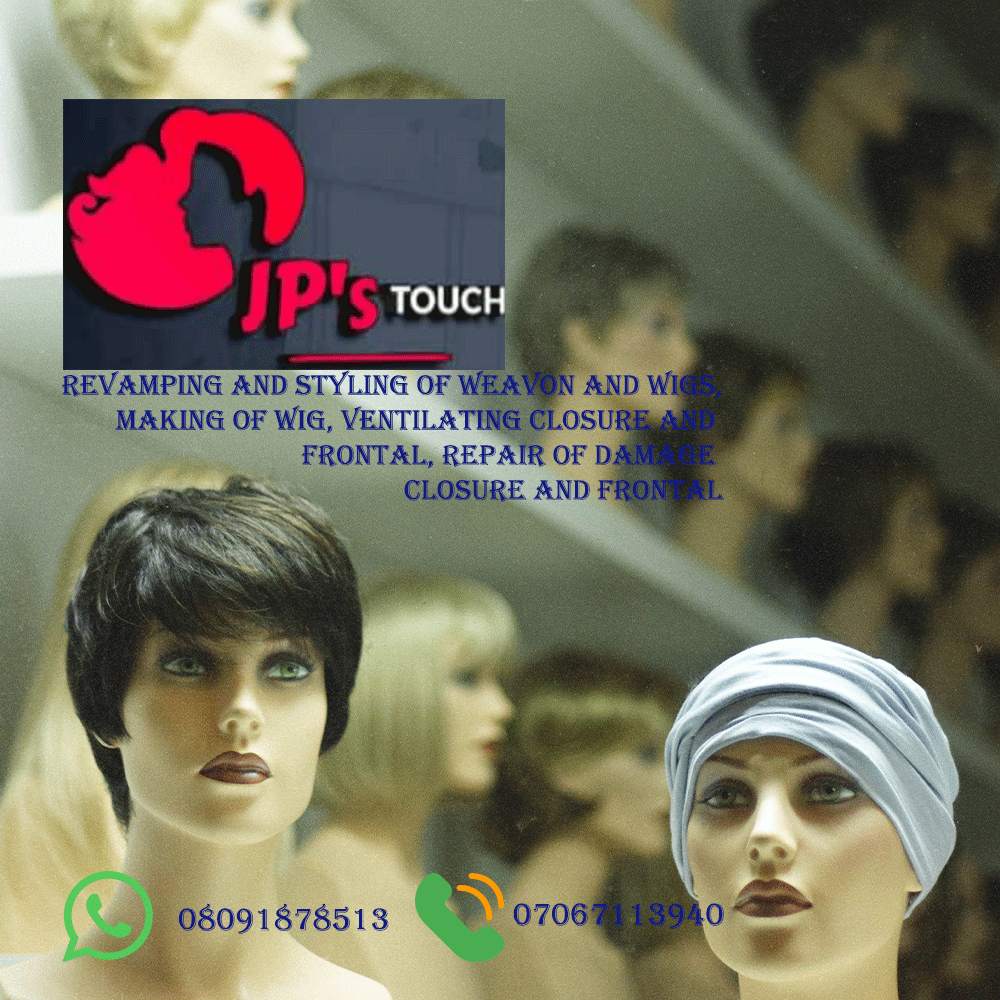 JP's TOUCH
REVAMPING AND STYLING OF WEAVON AND WIGS,
MAKING OF WIG, VENTILATING CLOSURE AND
FRONTAL, REPAIR OF DAMAGE
CLOSURE AND FRONTAL
08091878513
07067113940